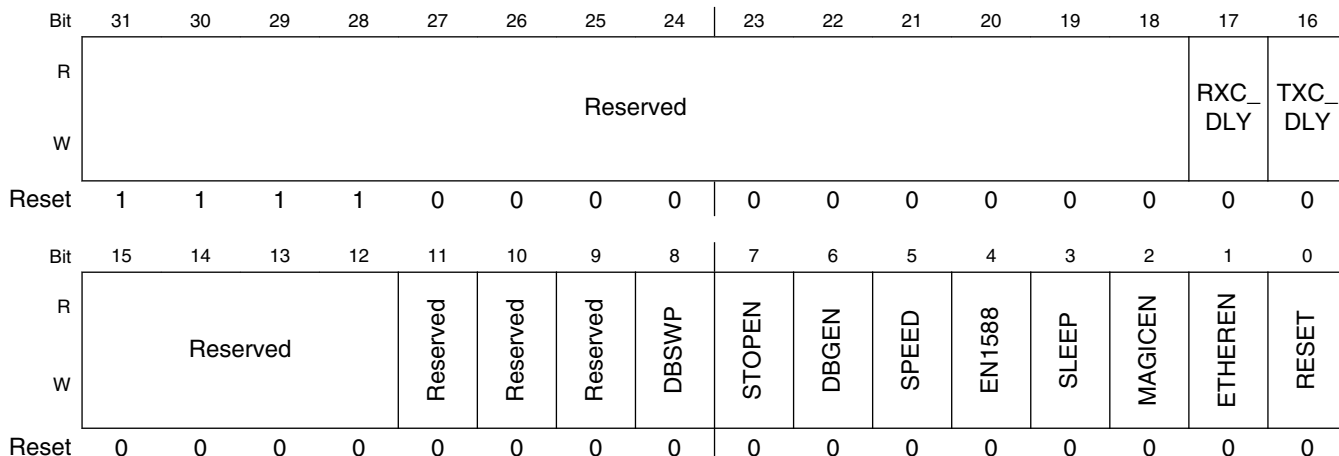 Bit 31 30 29 28 27 26 25 24 23 22 21 20 19 18 17 16
R
W
Reserved
RXC_
DLY
TXC_
DLY
Reset 1 1 1 1 0 0 0 0 0 0 0 0 0 0 0 0
Bit 15 14 13 12 11 10 9 8 7 6 5 4 3 2 1 0
R
W
Reserved
Reserved
Reserved
Reserved
DBSWP
STOPEN
DBGEN
SPEED
EN1588
SLEEP
MAGICEN
ETHEREN
RESET
Reset 0 0 0 0 0 0 0 0 0 0 0 0 0 0 0 0